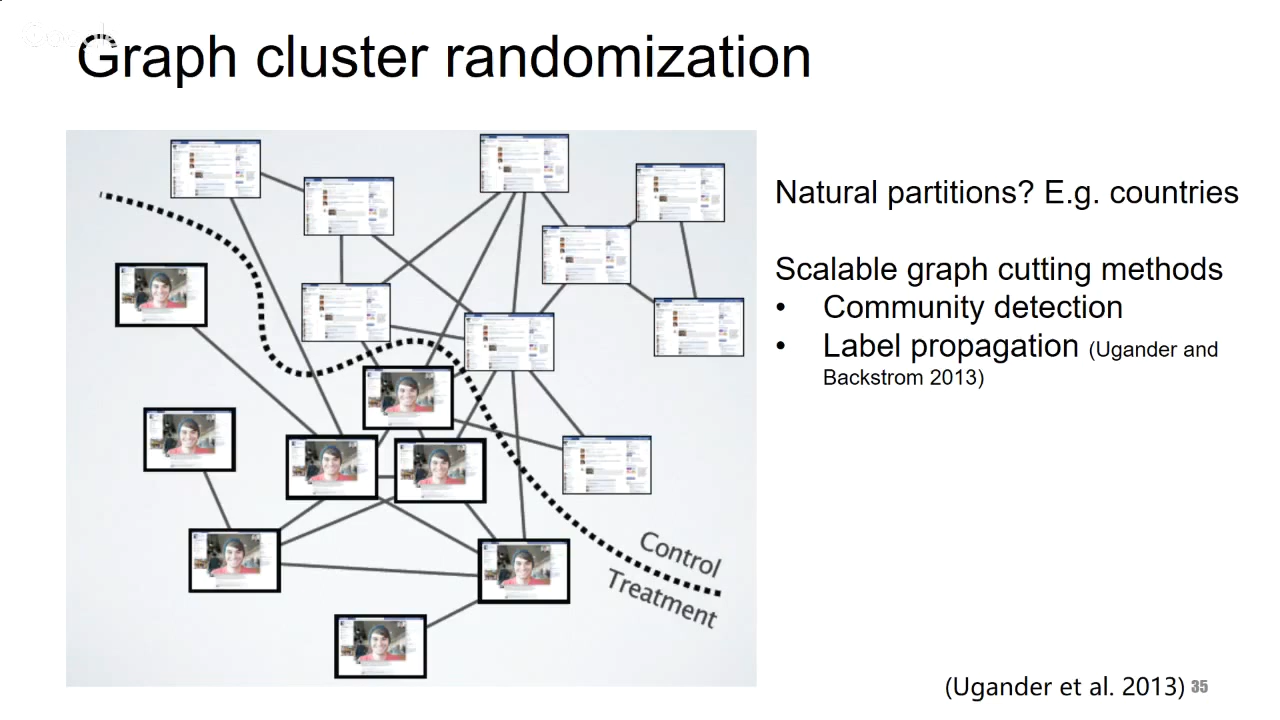 Google
Graph cluster randomization
Natural partitions? E.g. countries
Scalable graph cutting methods
• Community detection
• Label propagation (Ugander and
Backstrom 2013)
Control
Treatment
(Ugander et al. 2013) 35